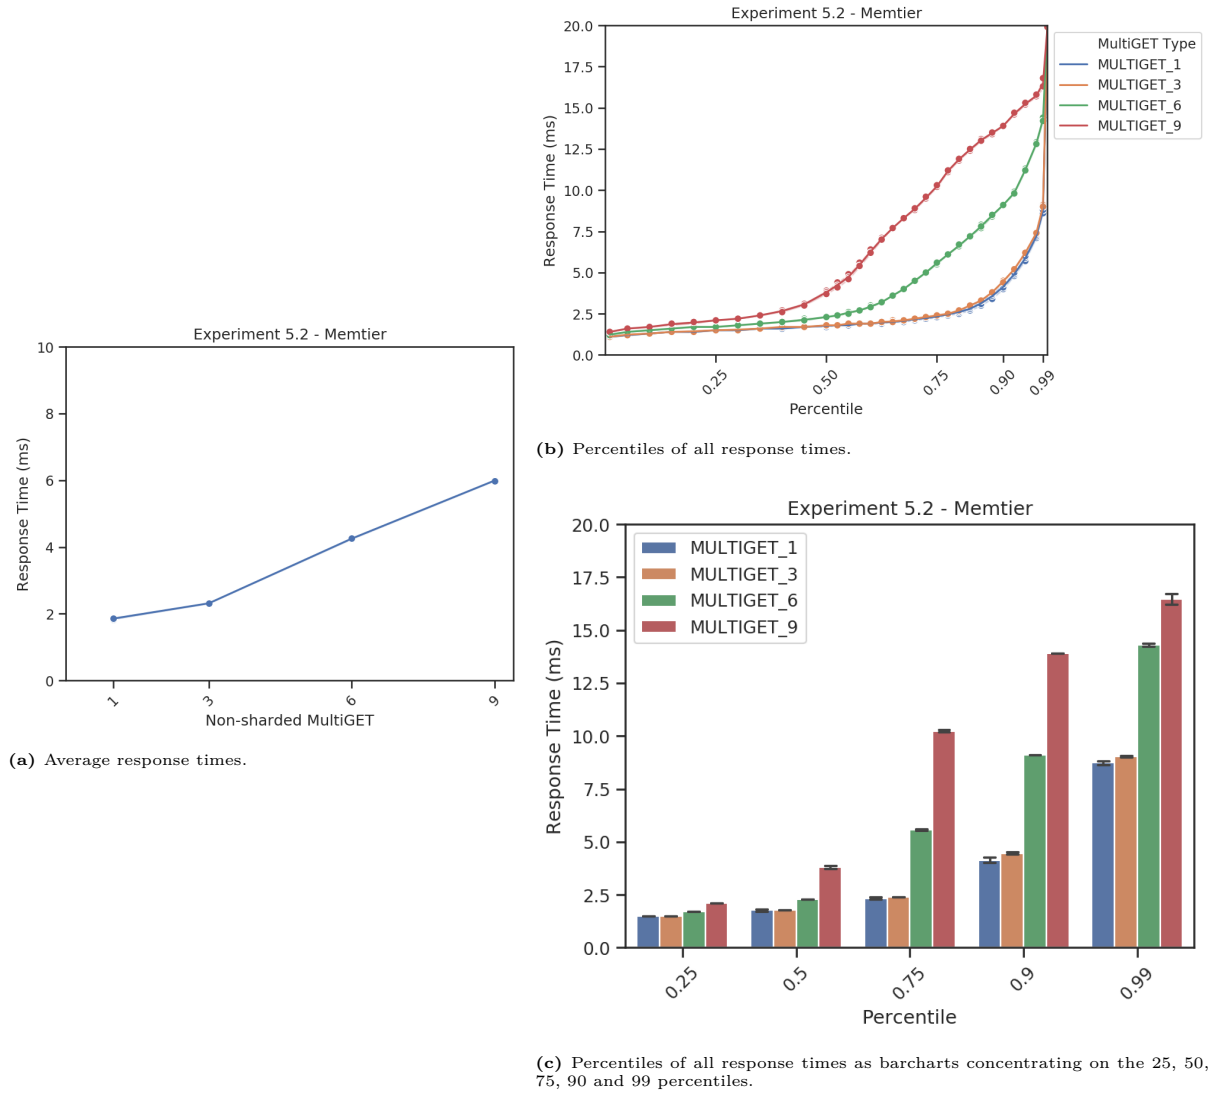 Experiment 5.2 - Memtier
10
8
6
4
2
0
Response Time (ms)
1
3
6
9
Non-sharded MultiGET
(a) Average response times.
Experiment 5.2 - Memtier
20.0
17.5
15.0
12.5
10.0
7.5
5.0
2.5
0.0
Response Time (ms)
0.25
0.50
0.75
0.90
0.99
Percentile
MultiGET Type
MULTIGET_1
MULTIGET_3
MULTIGET_6
MULTIGET_9
(b) Percentiles of all response times.
Experiment 5.2 - Memtier
20.0
17.5
15.0
12.5
10.0
7.5
5.0
2.5
0.0
Response Time (ms)
MULTIGET_1
MULTIGET_3
MULTIGET_6
MULTIGET_9
0.25
0.5
0.75
0.9
0.99
Percentile
(c) Percentiles of all response times as barcharts concentrating on the 25, 50,
75, 90 and 99 percentiles.